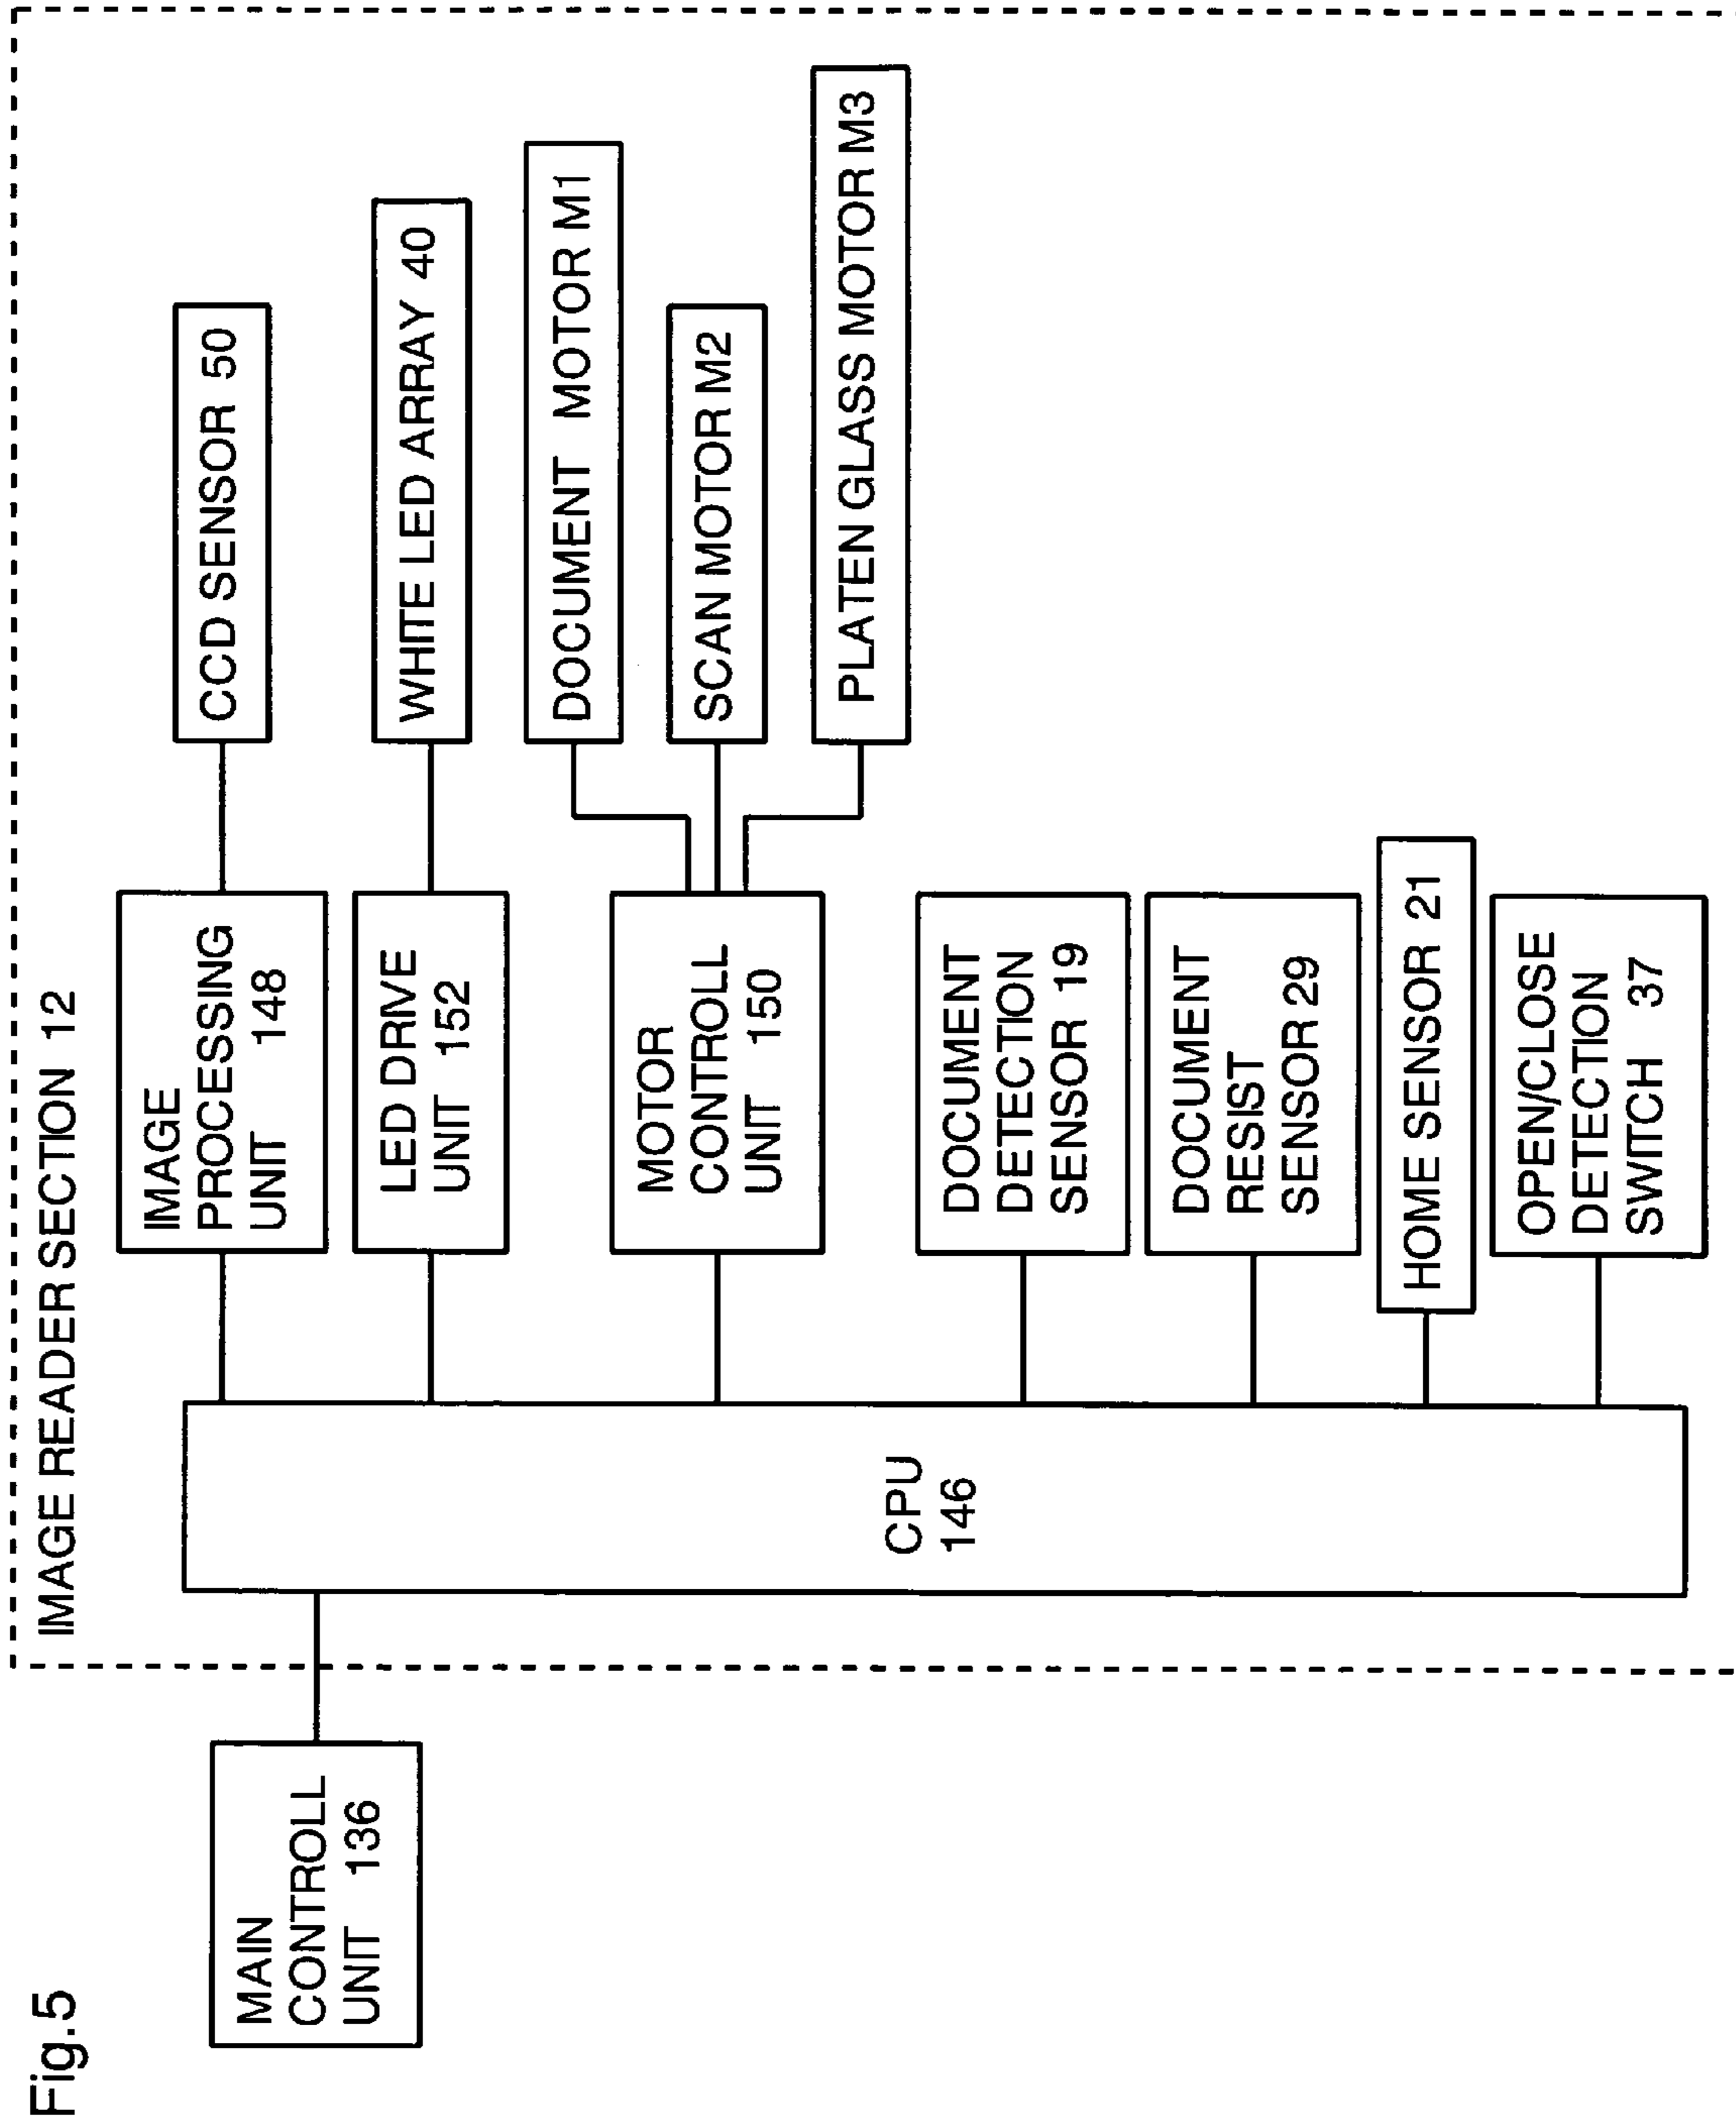 Fig.5
IMAGE READER SECTION 12
MAIN
CONTROLL
UNIT 136
CPU
146
IMAGE
PROCESSING
UNIT 148
CCD SENSOR 50
LED DRIVE
UNIT 152
WHITE LED ARRAY 40
MOTOR
CONTROLL
UNIT 150
DOCUMENT MOTOR M1
SCAN MOTOR M2
PLATEN GLASS MOTOR M3
DOCUMENT
DETECTION
SENSOR 19
DOCUMENT
RESIST
SENSOR 29
HOME SENSOR 21
OPEN/CLOSE
DETECTION
SWITCH 37